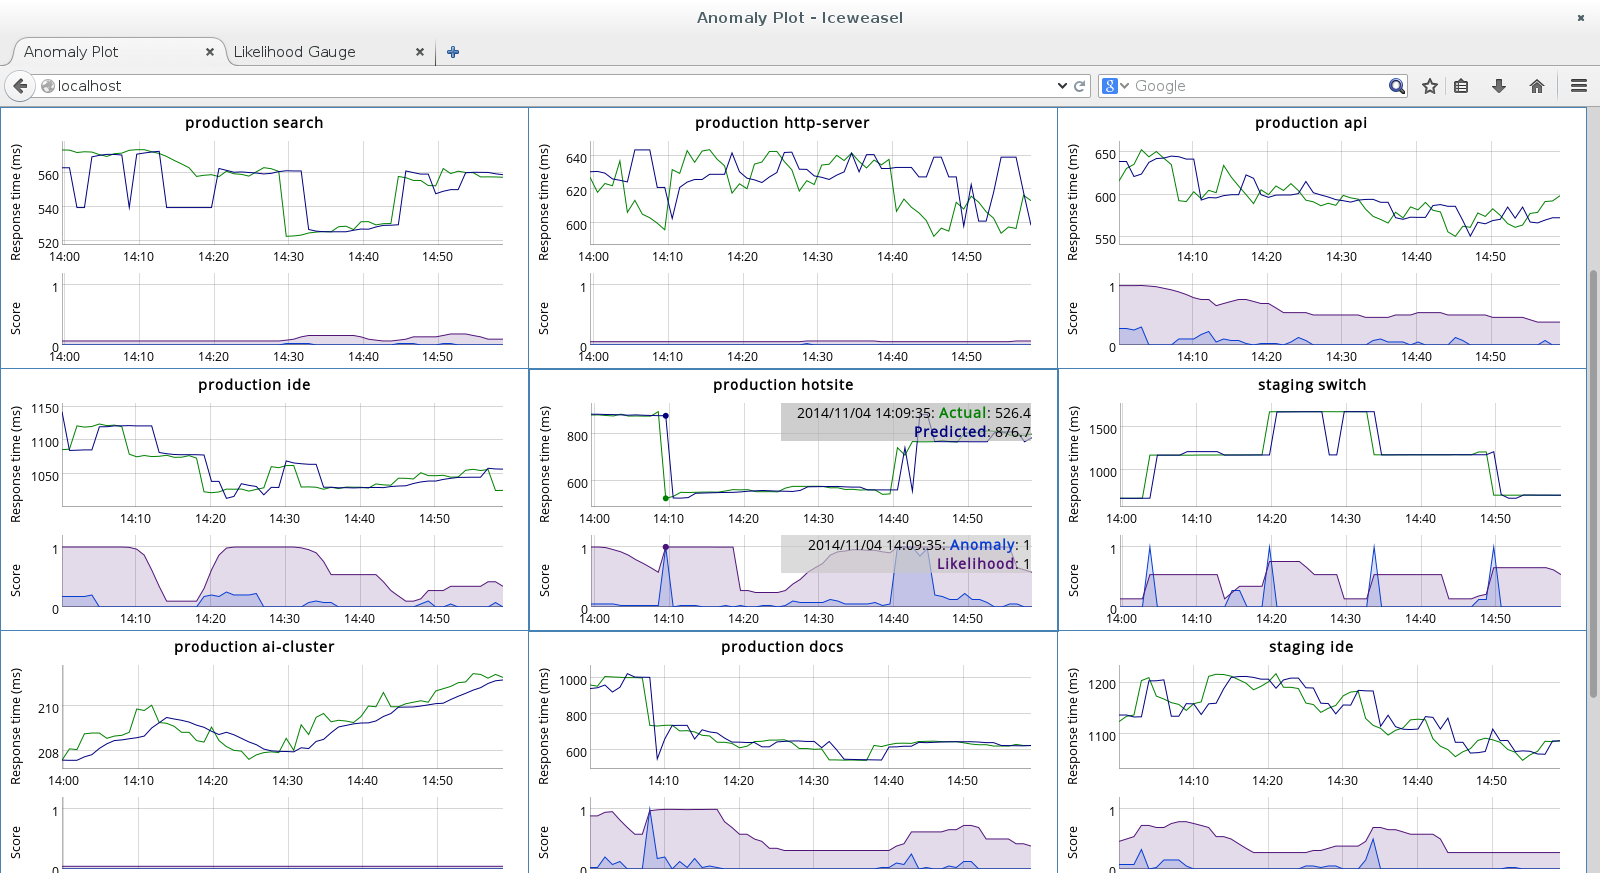 Anomaly Plot - Iceweasel
Anomaly Plot
Likelihood Gauge
localhost
Google
production search
Response time (ms)
560
540
520
14:00 14:10 14:20 14:30 14:40 14:50
Score
1
0
14:00 14:10 14:20 14:30 14:40 14:50
production http-server
Response time (ms)
640
620
600
14:00 14:10 14:20 14:30 14:40 14:50
Score
1
0
14:00 14:10 14:20 14:30 14:40 14:50
production api
Response time (ms)
650
600
550
14:10 14:20 14:30 14:40 14:50
Score
1
0
14:10 14:20 14:30 14:40 14:50
production ide
Response time (ms)
1150
1100
1050
14:10 14:20 14:30 14:40 14:50
Score
1
0
14:10 14:20 14:30 14:40 14:50
production hotsite
2014/11/04 14:09:35: Actual: 526.4
Predicted: 876.7
Response time (ms)
800
600
14:00 14:10 14:20 14:30 14:40 14:50
2014/11/04 14:09:35: Anomaly: 1
Likelihood: 1
Score
1
0
14:00 14:10 14:20 14:30 14:40 14:50
staging switch
Response time (ms)
1500
1000
14:00 14:10 14:20 14:30 14:40 14:50
Score
1
0
14:00 14:10 14:20 14:30 14:40 14:50
production ai-cluster
Response time (ms)
210
208
14:00 14:10 14:20 14:30 14:40 14:50
Score
1
0
production docs
Response time (ms)
1000
800
600
14:10 14:20 14:30 14:40 14:50
Score
1
0
staging ide
Response time (ms)
1200
1100
14:10 14:20 14:30 14:40 14:50
Score
1
0